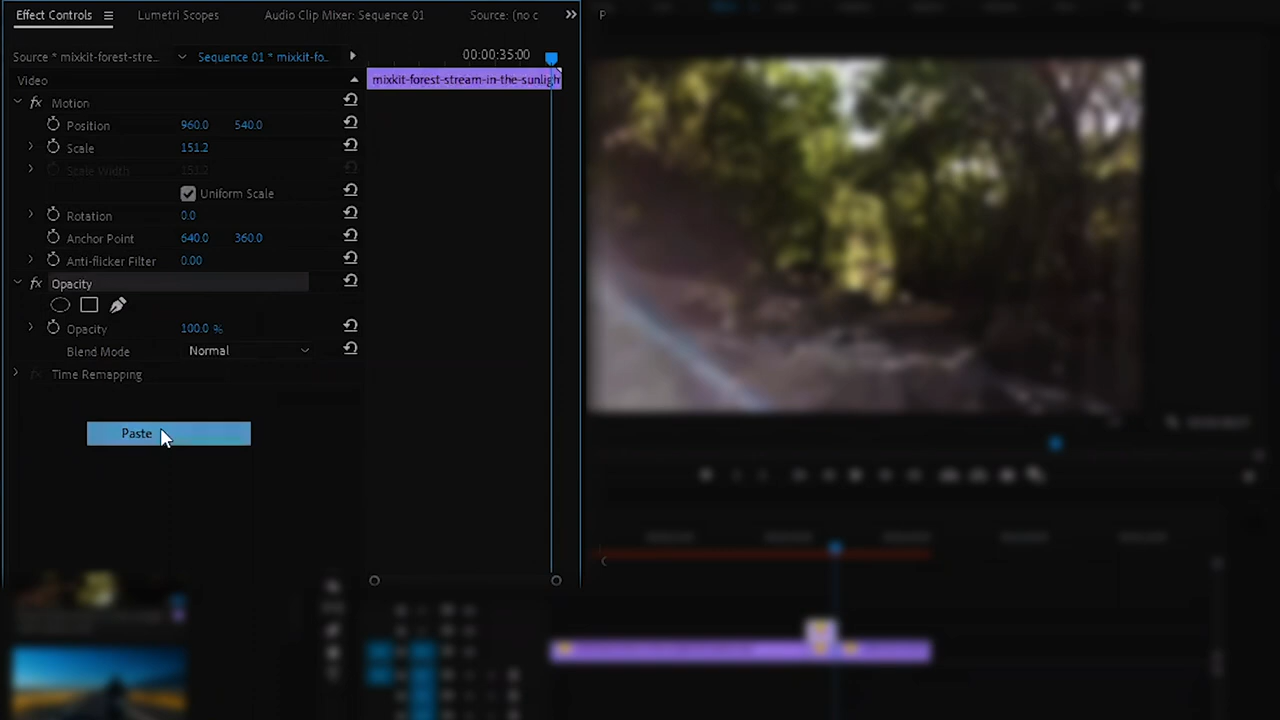 Effect Controls Lumetri Scopes Audio Clip Mixer: Sequence 01 Source: (no c P
Source * mixkit-forest-stre... Sequence 01 * mixkit-fo... 00:00:35:00
Video mixkit-forest-stream-in-the-sunligh
fx Motion
Position 960.0 540.0
Scale 151.2
Scale Width 151.2
Uniform Scale
Rotation 0.0
Anchor Point 640.0 360.0
Anti-flicker Filter 0.00
fx Opacity
Opacity 100.0 %
Blend Mode Normal
fx Time Remapping
Paste